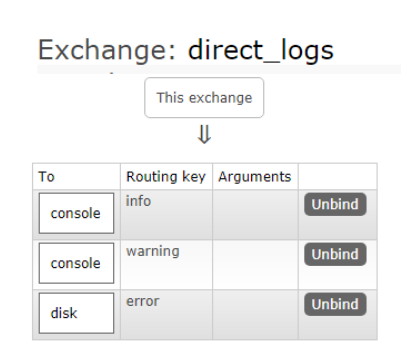 Exchange: direct_logs
This exchange
⇓
To Routing key Arguments
console info Unbind
console warning Unbind
disk error Unbind